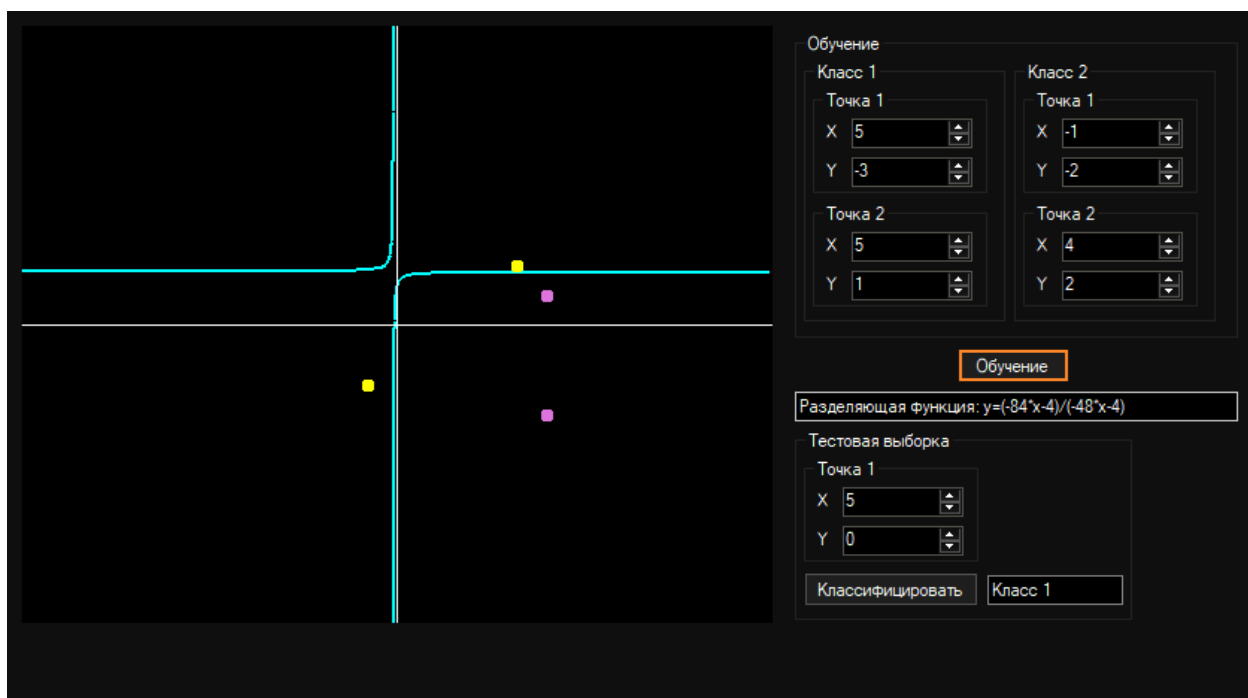 Обучение
Класс 1
Класс 2
Точка 1
Точка 1
X 5
X -1
Y -3
Y -2
Точка 2
Точка 2
X 5
X 4
Y 1
Y 2
Обучение
Разделяющая функция: y=(-84*x-4)/(-48*x-4)
Тестовая выборка
Точка 1
X 5
Y 0
Классифицировать
Класс 1